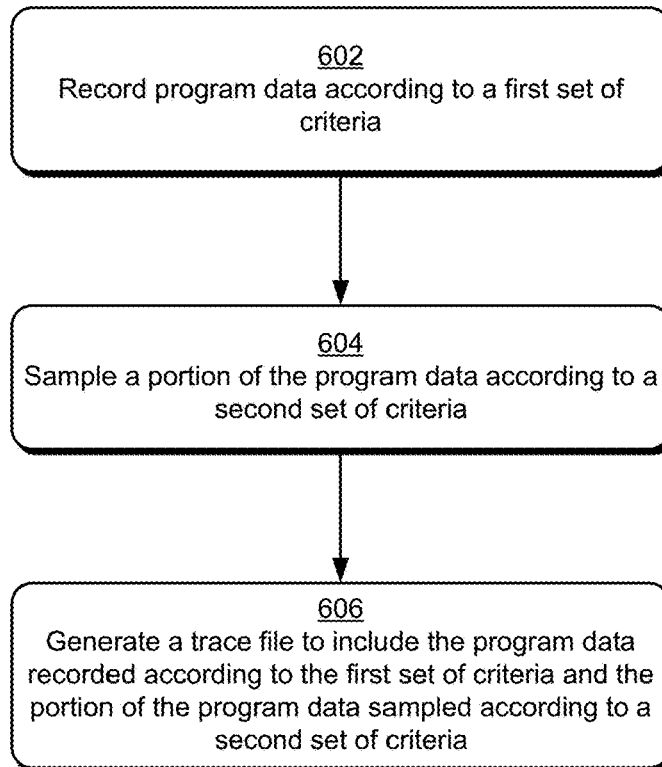 602
Record program data according to a first set of
criteria
604
Sample a portion of the program data according to a
second set of criteria
606
Generate a trace file to include the program data
recorded according to the first set of criteria and the
portion of the program data sampled according to a
second set of criteria